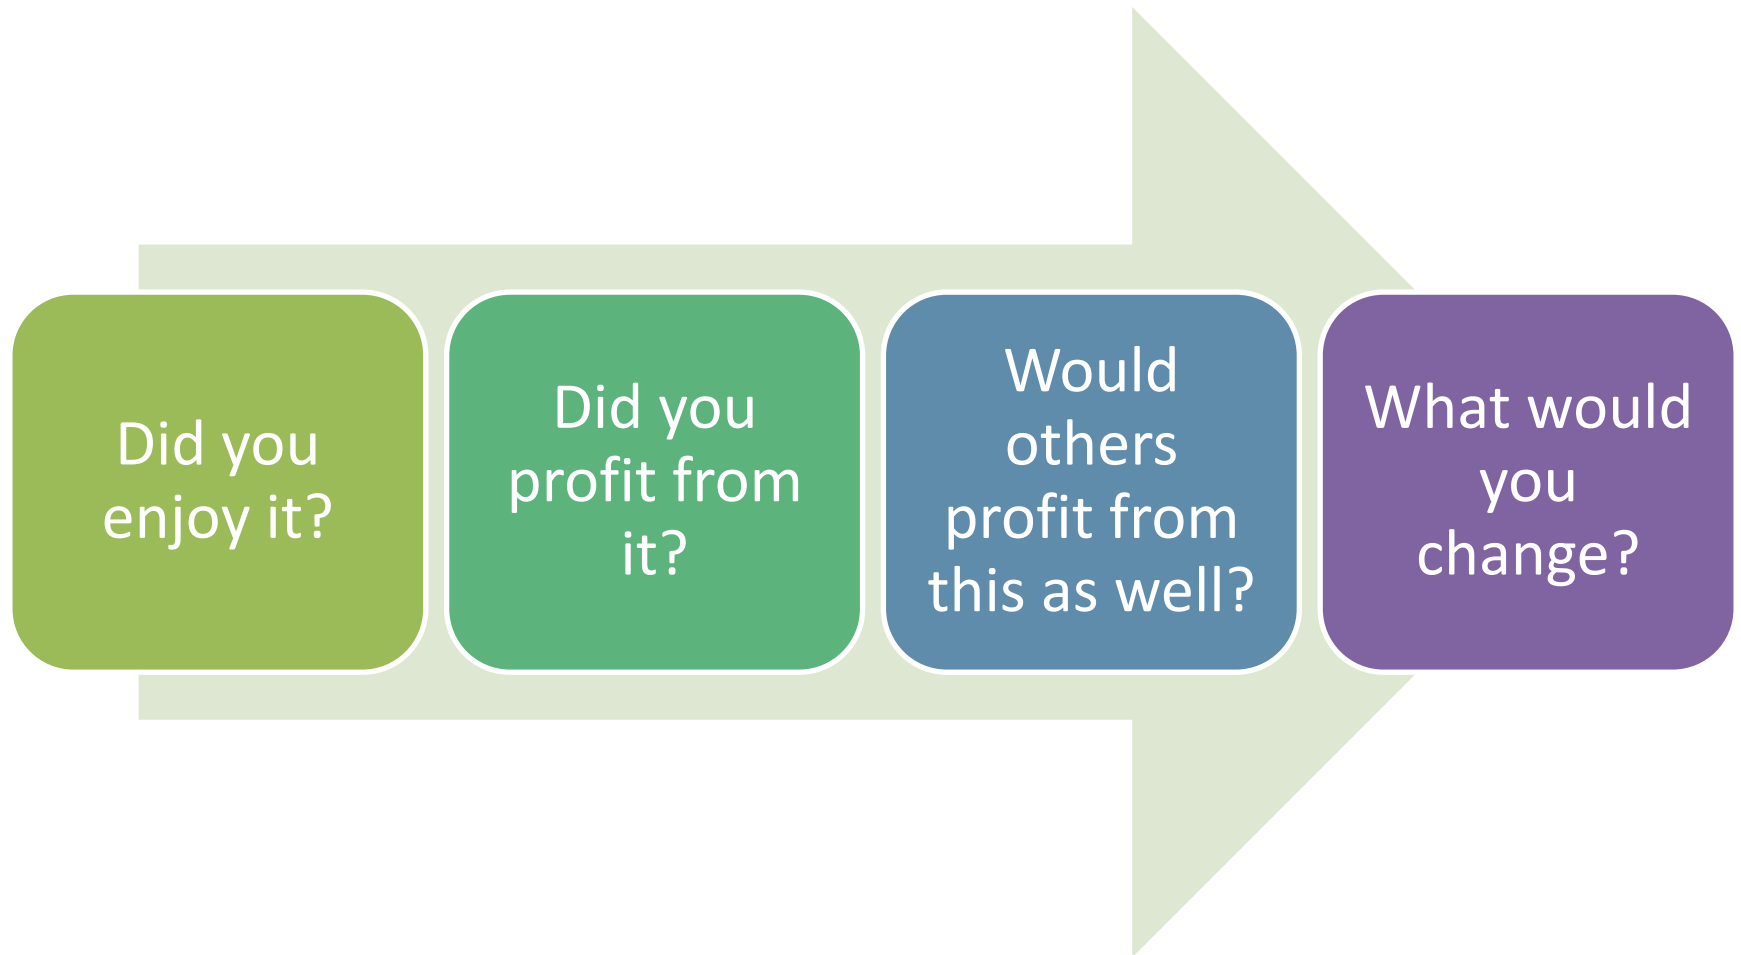 Did you
enjoy it?
Did you
profit from
it?
Would
others
profit from
this as well?
What would
you
change?